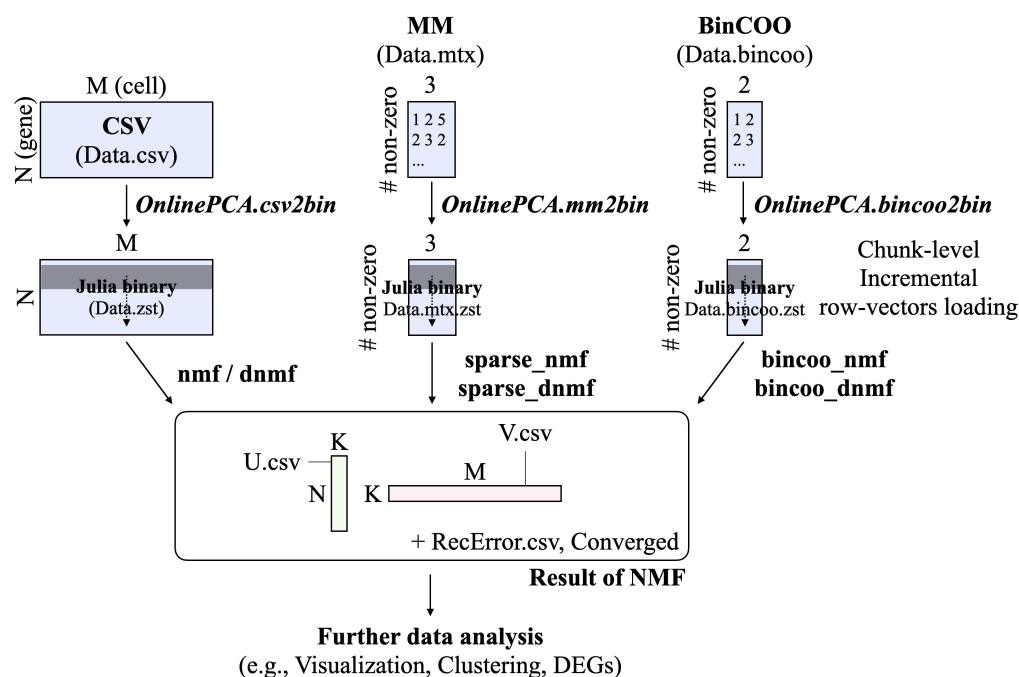 MM
(Data.mtx)
BinCOO
(Data.bincoo)
M (cell)
N (gene)
CSV
(Data.csv)
3
# non-zero
1 2 5
2 3 2
...
2
# non-zero
1 2
2 3
...
OnlinePCA.csv2bin
OnlinePCA.mm2bin
OnlinePCA.bincoo2bin
M
N
Julia binary
(Data.zst)
3
# non-zero
Julia binary
Data.mtx.zst
2
# non-zero
Julia binary
Data.bincoo.zst
Chunk-level
Incremental
row-vectors loading
nmf / dnmf
sparse_nmf
sparse_dnmf
bincoo_nmf
bincoo_dnmf
U.csv
K
N
V.csv
M
K
+ RecError.csv, Converged
Result of NMF
Further data analysis
(e.g., Visualization, Clustering, DEGs)